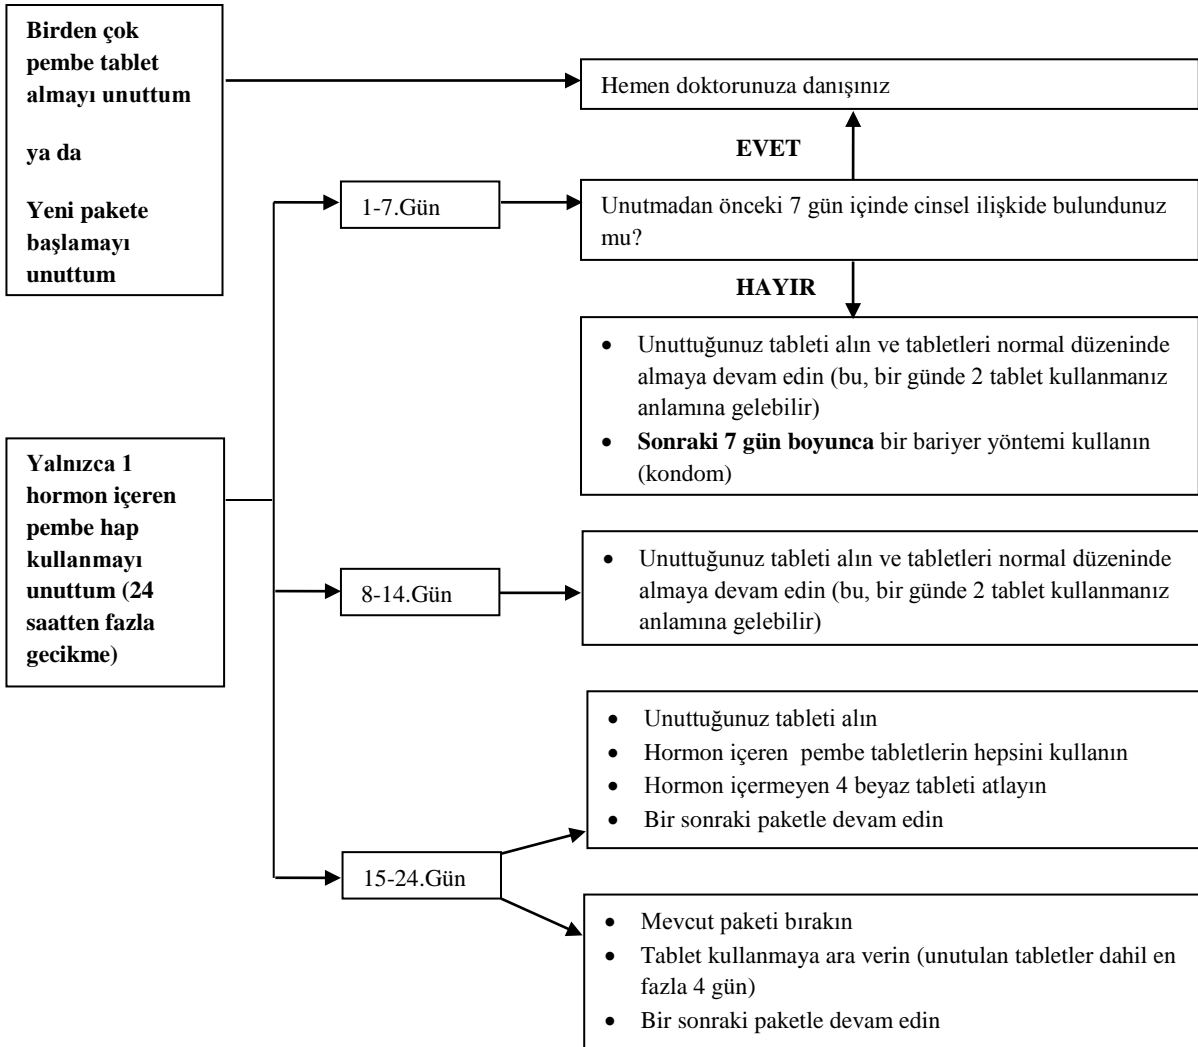 Birden çok
pembe tablet
almayı unuttum
ya da
Yeni pakete
başlamayı
unuttum
Hemen doktorunuza danışınız
EVET
1-7.Gün
Unutmadan önceki 7 gün içinde cinsel ilişkide bulundunuz
mu?
HAYIR
• Unuttuğunuz tableti alın ve tabletleri normal düzeninde
almaya devam edin (bu, bir günde 2 tablet kullanmanız
anlamına gelebilir)
• Sonraki 7 gün boyunca bir bariyer yöntemi kullanın
(kondom)
Yalnızca 1
hormon içeren
pembe hap
kullanmayı
unuttum (24
saatten fazla
gecikme)
8-14.Gün
• Unuttuğunuz tableti alın ve tabletleri normal düzeninde
almaya devam edin (bu, bir günde 2 tablet kullanmanız
anlamına gelebilir)
15-24.Gün
• Unuttuğunuz tableti alın
• Hormon içeren pembe tabletlerin hepsini kullanın
• Hormon içermeyen 4 beyaz tableti atlayın
• Bir sonraki paketle devam edin
• Mevcut paketi bırakın
• Tablet kullanmaya ara verin (unutulan tabletler dahil en
fazla 4 gün)
• Bir sonraki paketle devam edin